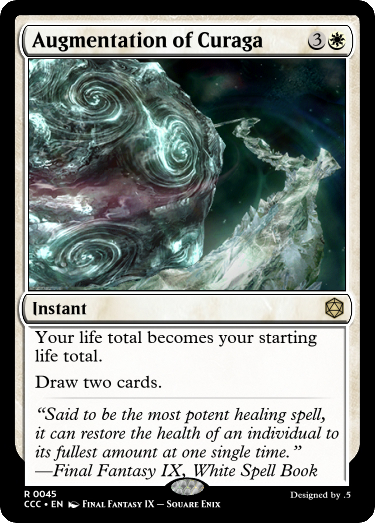 Augmentation of Curaga 3
Instant
Your life total becomes your starting
life total.
Draw two cards.
“Said to be the most potent healing spell,
it can restore the health of an individual to
its fullest amount at one single time.”
—Final Fantasy IX, White Spell Book
R 0045
CCC • EN Final Fantasy IX — Square Enix
Designed by .5